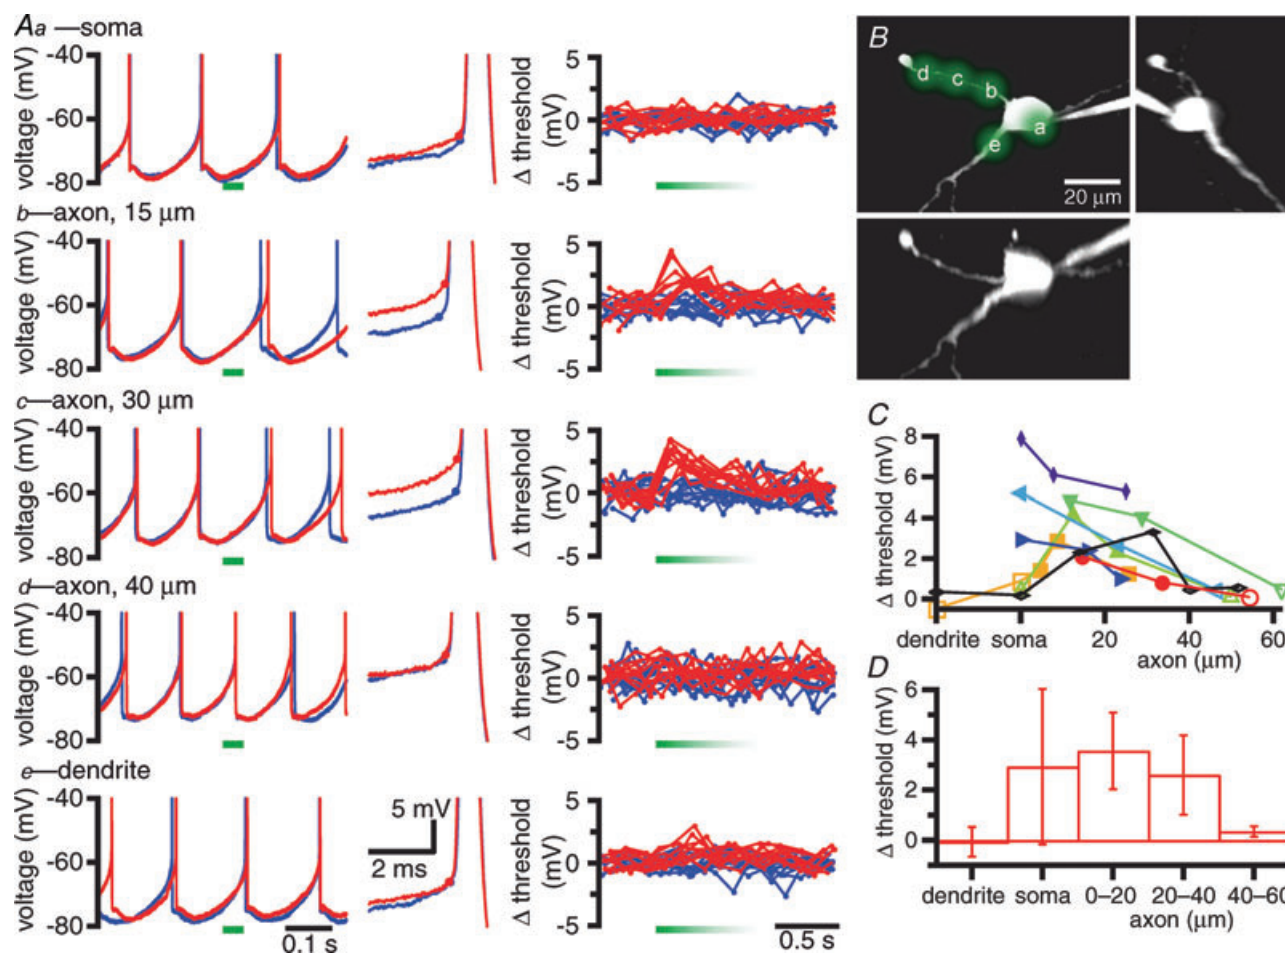 Aa —soma
voltage (mV)
-40
-60
-80
Δ threshold (mV)
5
0
-5
b—axon, 15 μm
voltage (mV)
-40
-60
-80
Δ threshold (mV)
5
0
-5
c—axon, 30 μm
voltage (mV)
-40
-60
-80
Δ threshold (mV)
5
0
-5
d—axon, 40 μm
voltage (mV)
-40
-60
-80
Δ threshold (mV)
5
0
-5
e—dendrite
voltage (mV)
-40
-60
-80
0.1 s
5 mV
2 ms
Δ threshold (mV)
5
0
-5
0.5 s
B
d c b
a
e
20 μm
C
Δ threshold (mV)
8
6
4
2
0
dendrite soma 20 40 60
axon (μm)
D
Δ threshold (mV)
6
4
2
0
dendrite soma 0–20 20–40 40–60
axon (μm)